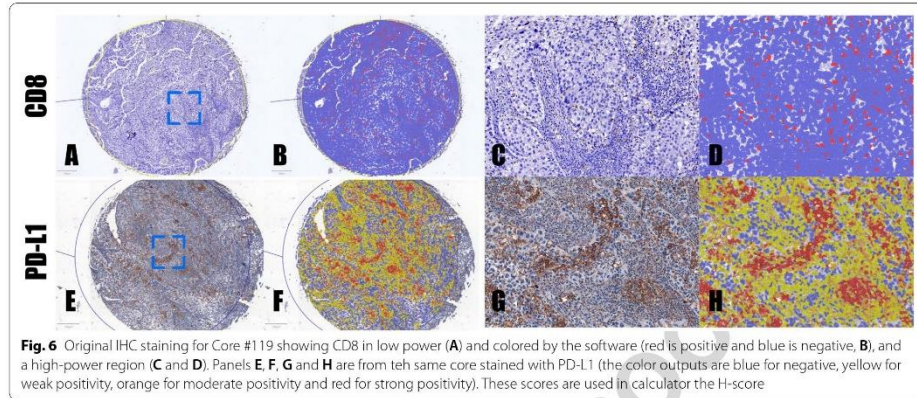 CD8
A
B
C
D
PD-L1
E
F
G
H
Fig. 6 Original IHC staining for Core #119 showing CD8 in low power (A) and colored by the software (red is positive and blue is negative, B), and
a high-power region (C and D). Panels E, F, G and H are from teh same core stained with PD-L1 (the color outputs are blue for negative, yellow for
weak positivity, orange for moderate positivity and red for strong positivity). These scores are used in calculator the H-score